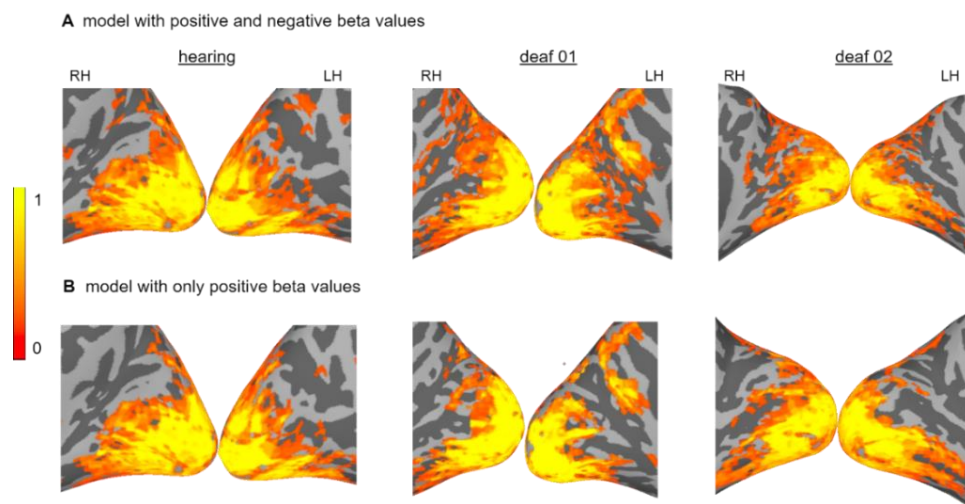 A model with positive and negative beta values
hearing
deaf 01
deaf 02
RH
LH
RH
LH
RH
LH
1
0
B model with only positive beta values